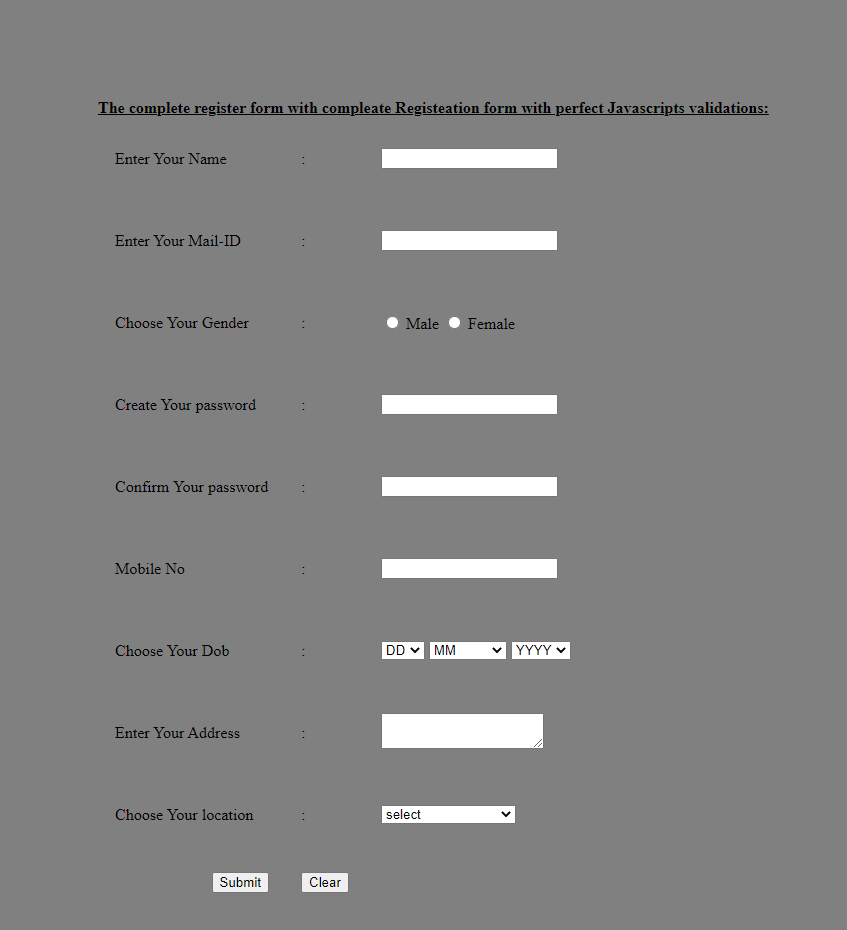 The complete register form with compleate Registeation form with perfect Javascripts validations:
Enter Your Name :
Enter Your Mail-ID :
Choose Your Gender : Male Female
Create Your password :
Confirm Your password :
Mobile No :
Choose Your Dob : DD MM YYYY
Enter Your Address :
Choose Your location : select
Submit Clear